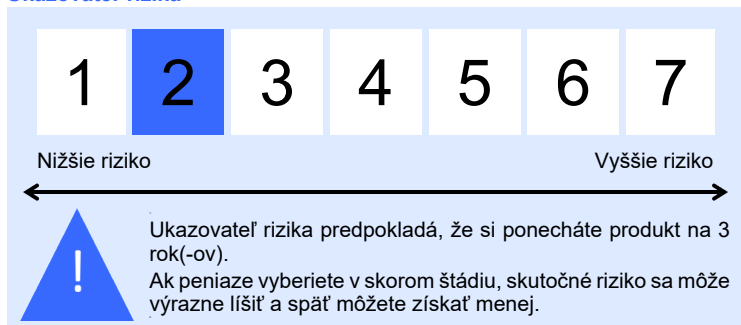 1 2 3 4 5 6 7
Nižšie riziko Vyššie riziko
!
Ukazovateľ rizika predpokladá, že si ponecháte produkt na 3
rok(-ov).
Ak peniaze vyberiete v skorom štádiu, skutočné riziko sa môže
výrazne líšiť a späť môžete získať menej.